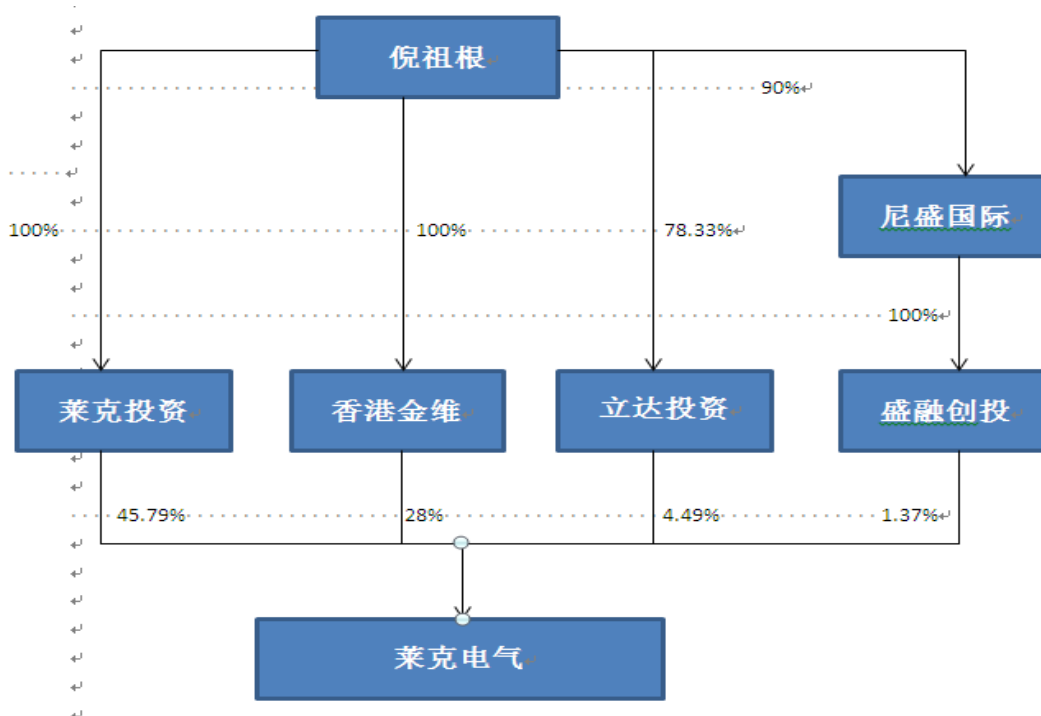 倪祖根
90%
尼盛国际
100%
100%
78.33%
100%
莱克投资
香港金维
立达投资
盛融创投
45.79%
28%
4.49%
1.37%
莱克电气